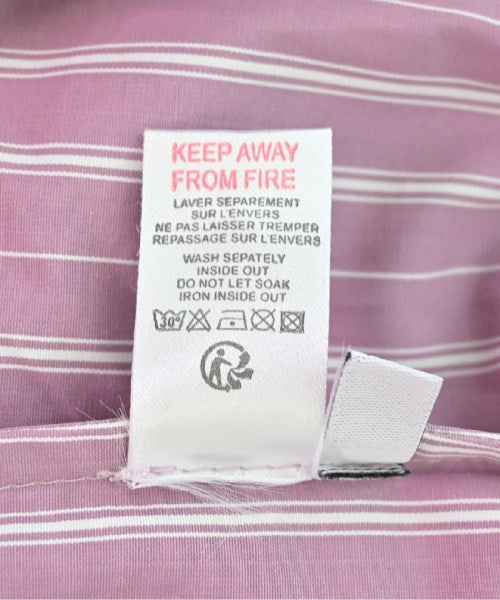 KEEP AWAY
FROM FIRE
LAVER SEPAREMENT
SUR L'ENVERS
NE PAS LAISSER TREMPER
REPASSAGE SUR L'ENVERS
WASH SEPATELY
INSIDE OUT
DO NOT LET SOAK
IRON INSIDE OUT
30°